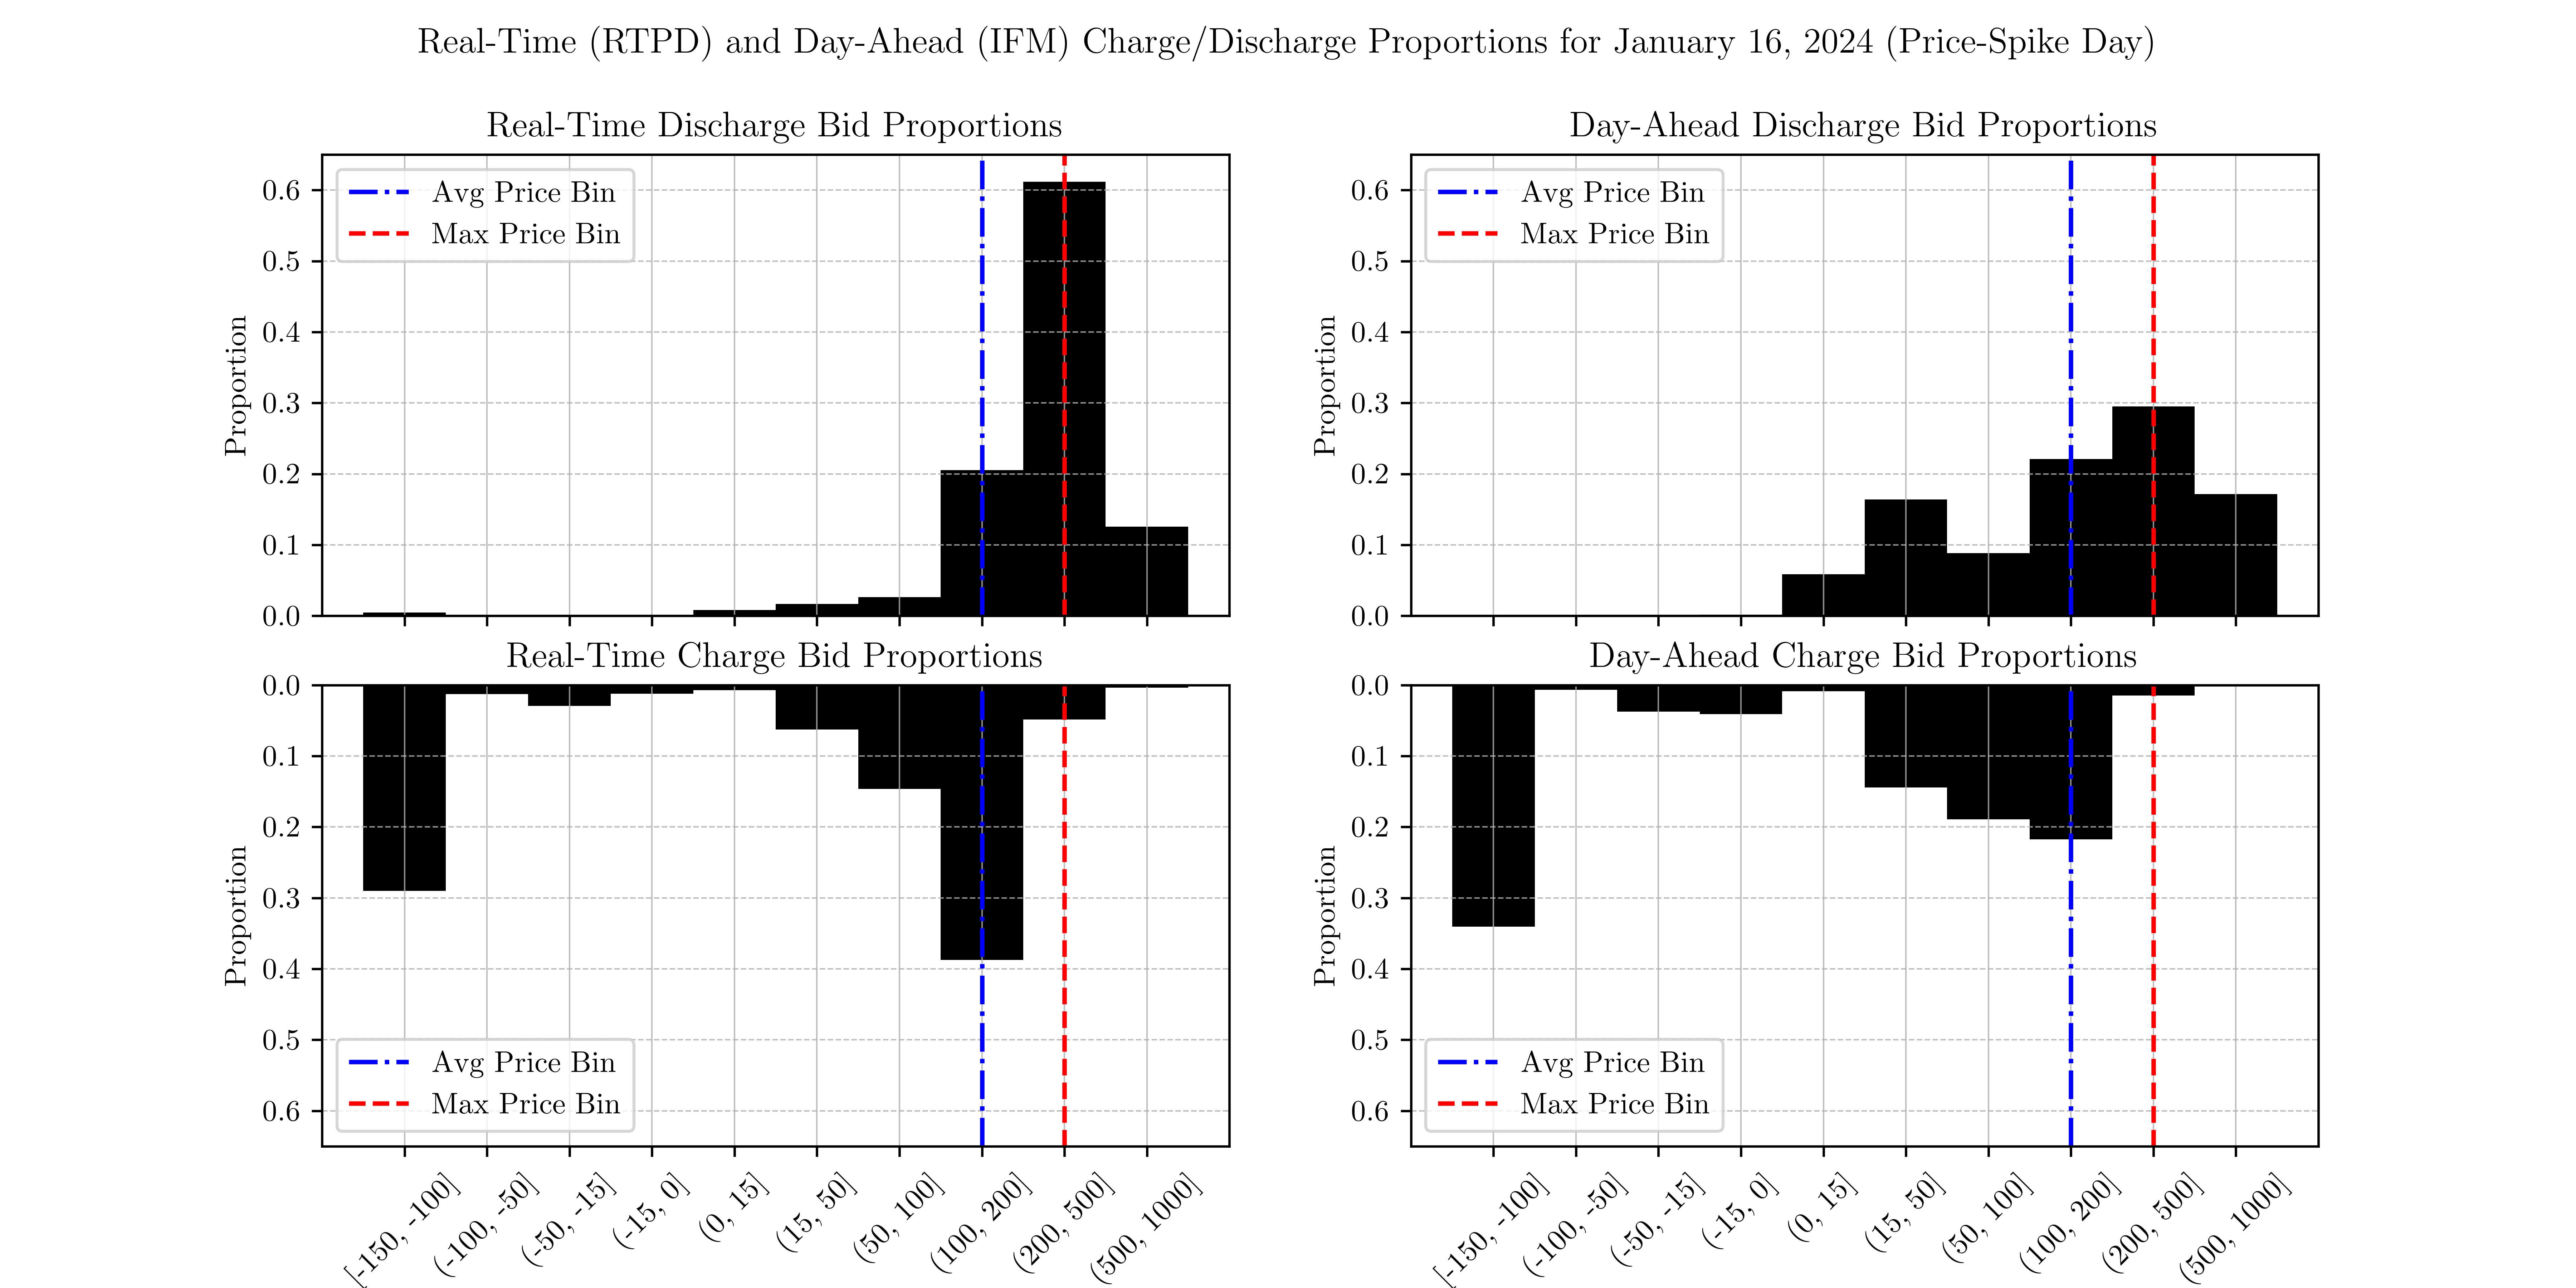 Real-Time (RTPD) and Day-Ahead (IFM) Charge/Discharge Proportions for January 16, 2024 (Price-Spike Day)
Real-Time Discharge Bid Proportions
Proportion
0.6
0.5
0.4
0.3
0.2
0.1
0.0
Avg Price Bin
Max Price Bin
Day-Ahead Discharge Bid Proportions
Proportion
0.6
0.5
0.4
0.3
0.2
0.1
0.0
Avg Price Bin
Max Price Bin
Real-Time Charge Bid Proportions
Proportion
0.0
0.1
0.2
0.3
0.4
0.5
0.6
Avg Price Bin
Max Price Bin
[-150, -100]
(-100, -50]
(-50, -15]
(-15, 0]
(0, 15]
(15, 50]
(50, 100]
(100, 200]
(200, 500]
(500, 1000]
Day-Ahead Charge Bid Proportions
Proportion
0.0
0.1
0.2
0.3
0.4
0.5
0.6
Avg Price Bin
Max Price Bin
[-150, -100]
(-100, -50]
(-50, -15]
(-15, 0]
(0, 15]
(15, 50]
(50, 100]
(100, 200]
(200, 500]
(500, 1000]